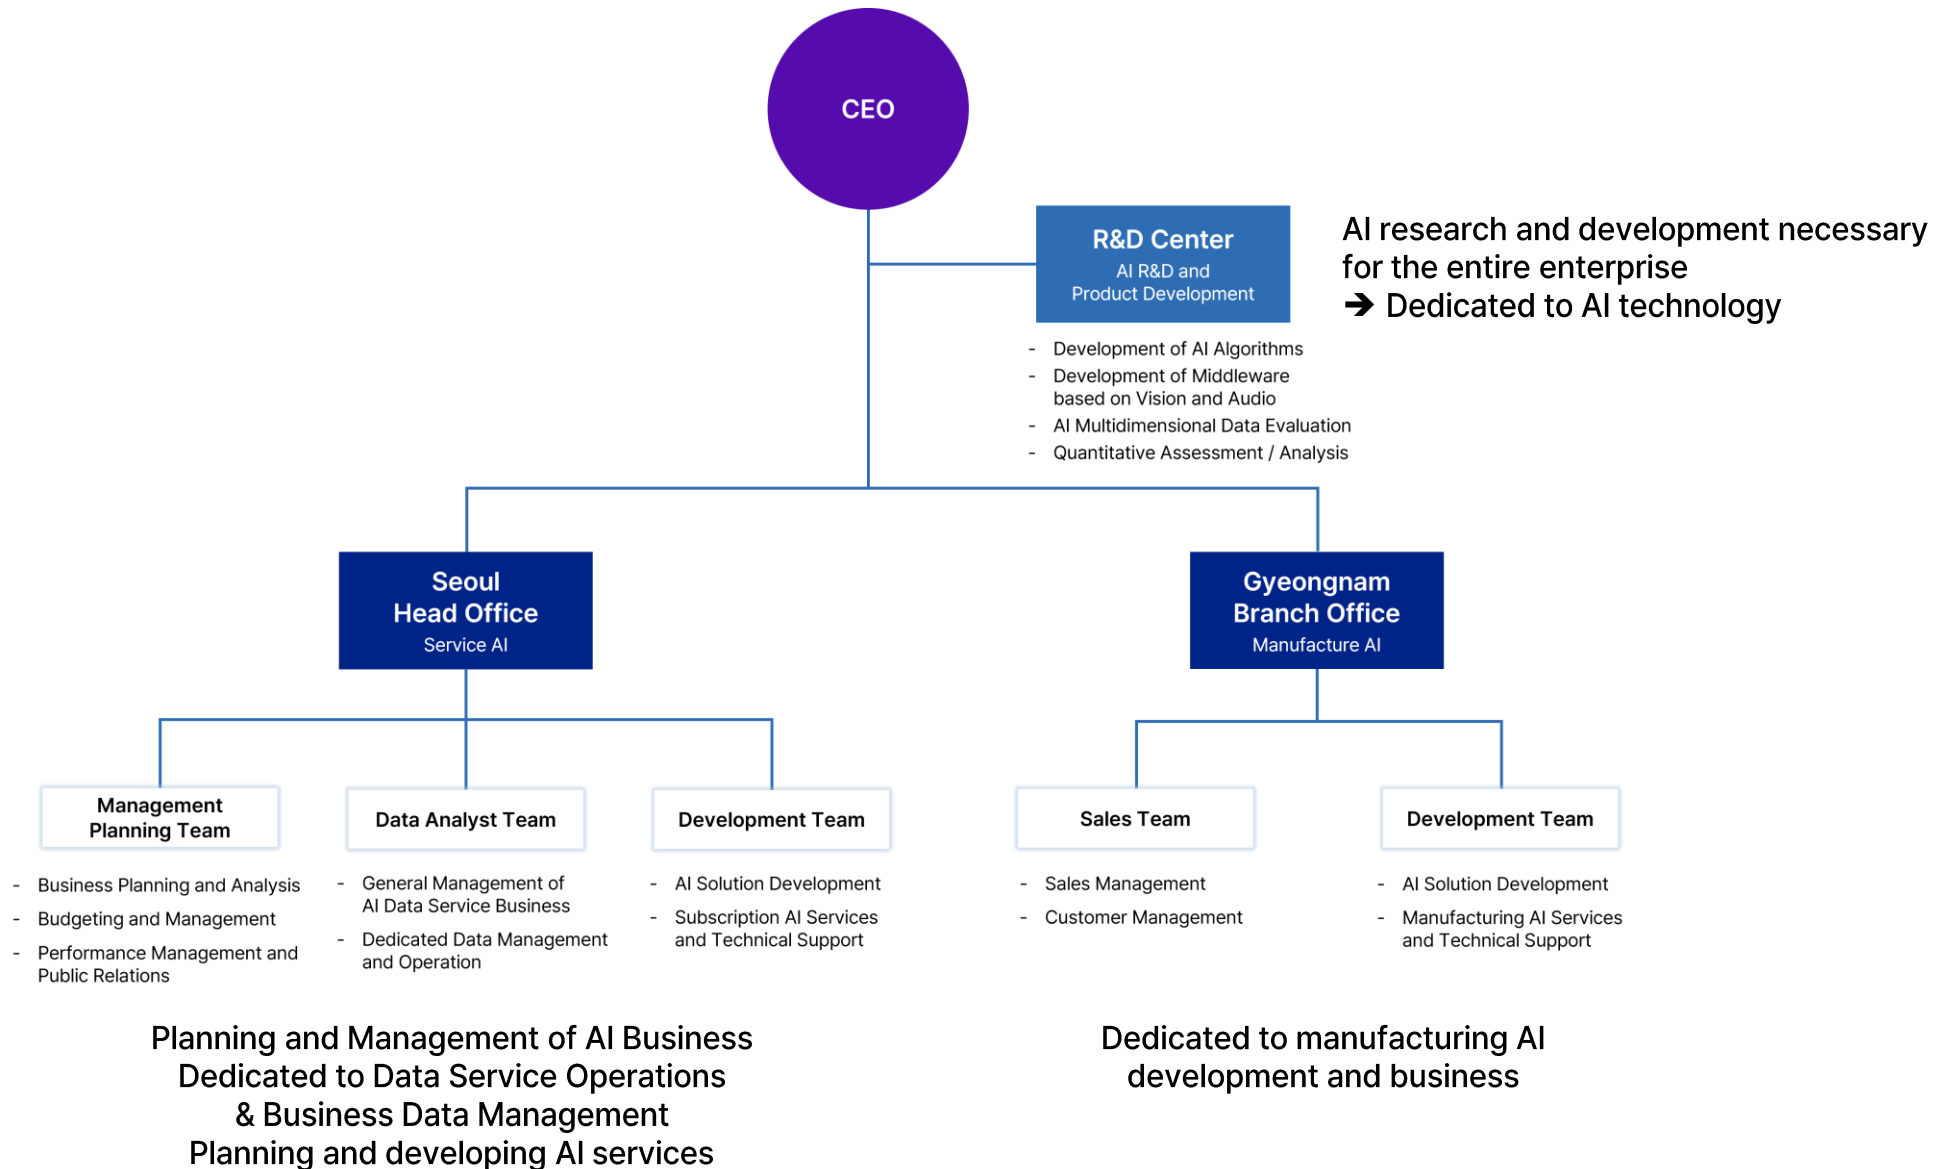 CEO
R&D Center
AI R&D and
Product Development
AI research and development necessary
for the entire enterprise
➔ Dedicated to AI technology
- Development of AI Algorithms
- Development of Middleware
based on Vision and Audio
- AI Multidimensional Data Evaluation
- Quantitative Assessment / Analysis
Seoul
Head Office
Service AI
Gyeongnam
Branch Office
Manufacture AI
Management
Planning Team
- Business Planning and Analysis
- Budgeting and Management
- Performance Management and
Public Relations
Data Analyst Team
- General Management of
AI Data Service Business
- Dedicated Data Management
and Operation
Development Team
- AI Solution Development
- Subscription AI Services
and Technical Support
Sales Team
- Sales Management
- Customer Management
Development Team
- AI Solution Development
- Manufacturing AI Services
and Technical Support
Planning and Management of AI Business
Dedicated to Data Service Operations
& Business Data Management
Planning and developing AI services
Dedicated to manufacturing AI
development and business